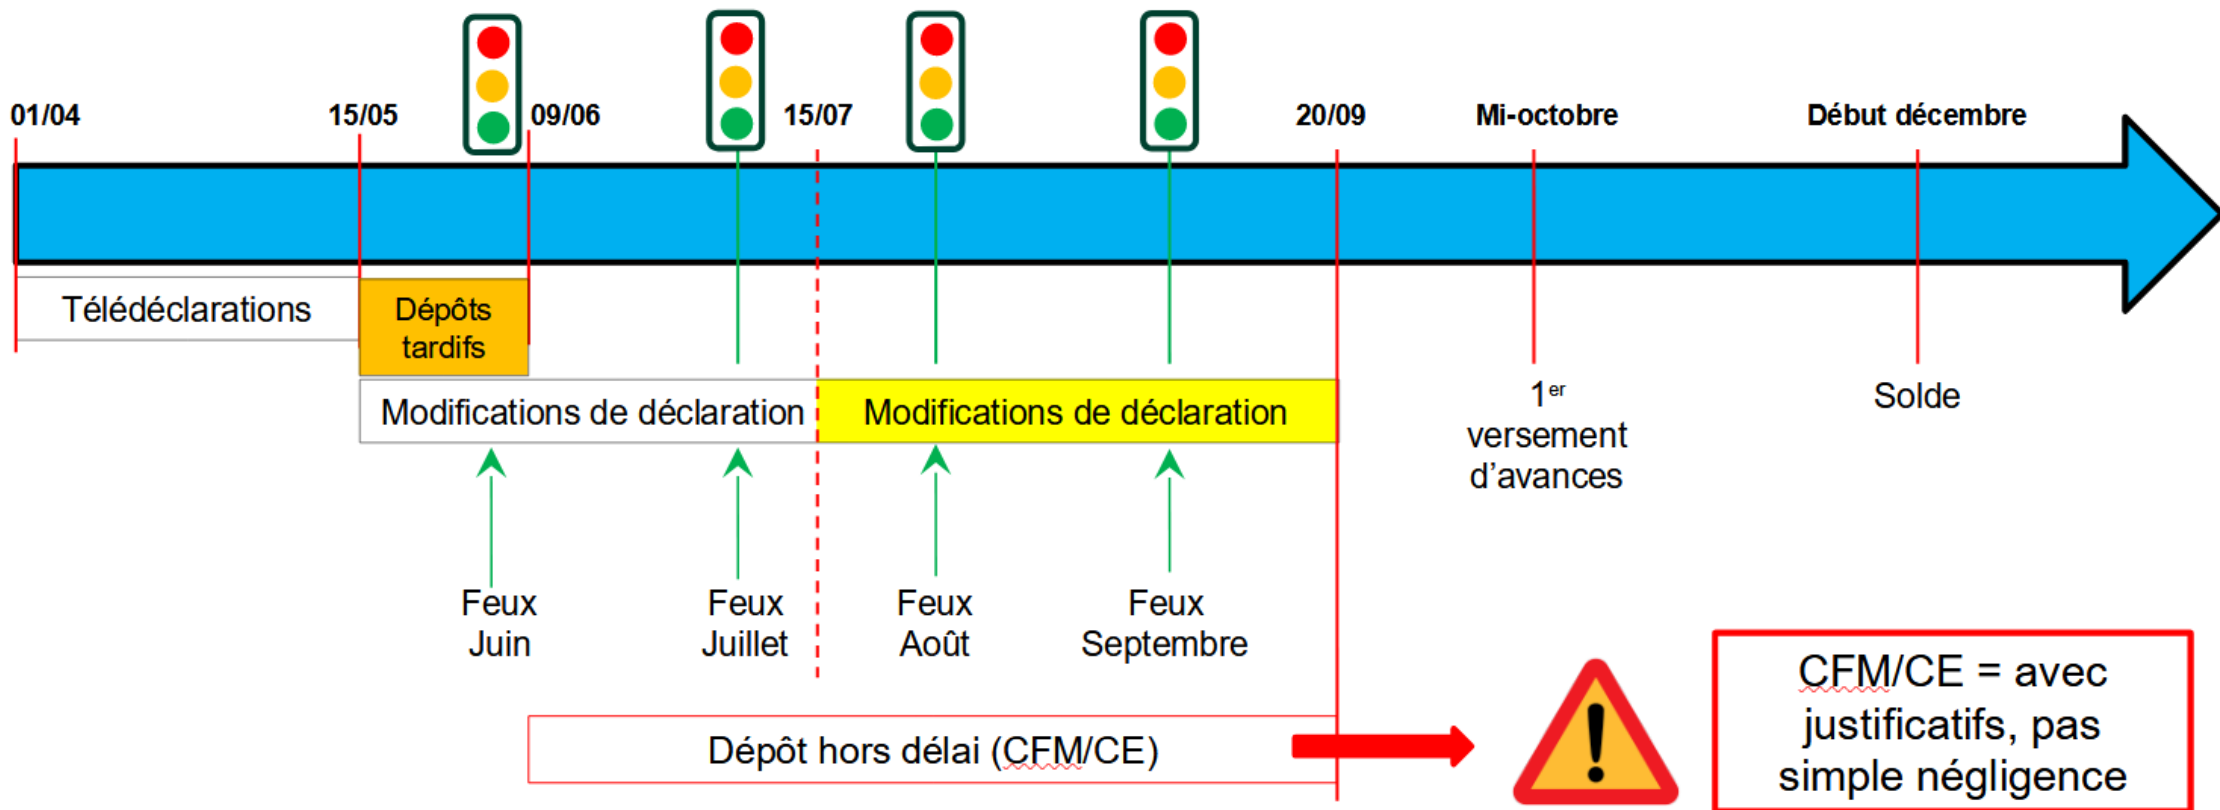 01/04
15/05
09/06
15/07
20/09
Mi-octobre
Début décembre
Télédéclarations
Dépôts
tardifs
Modifications de déclaration
Modifications de déclaration
1er
versement
d’avances
Solde
Feux
Juin
Feux
Juillet
Feux
Août
Feux
Septembre
Dépôt hors délai (CFM/CE)
CFM/CE = avec
justificatifs, pas
simple négligence